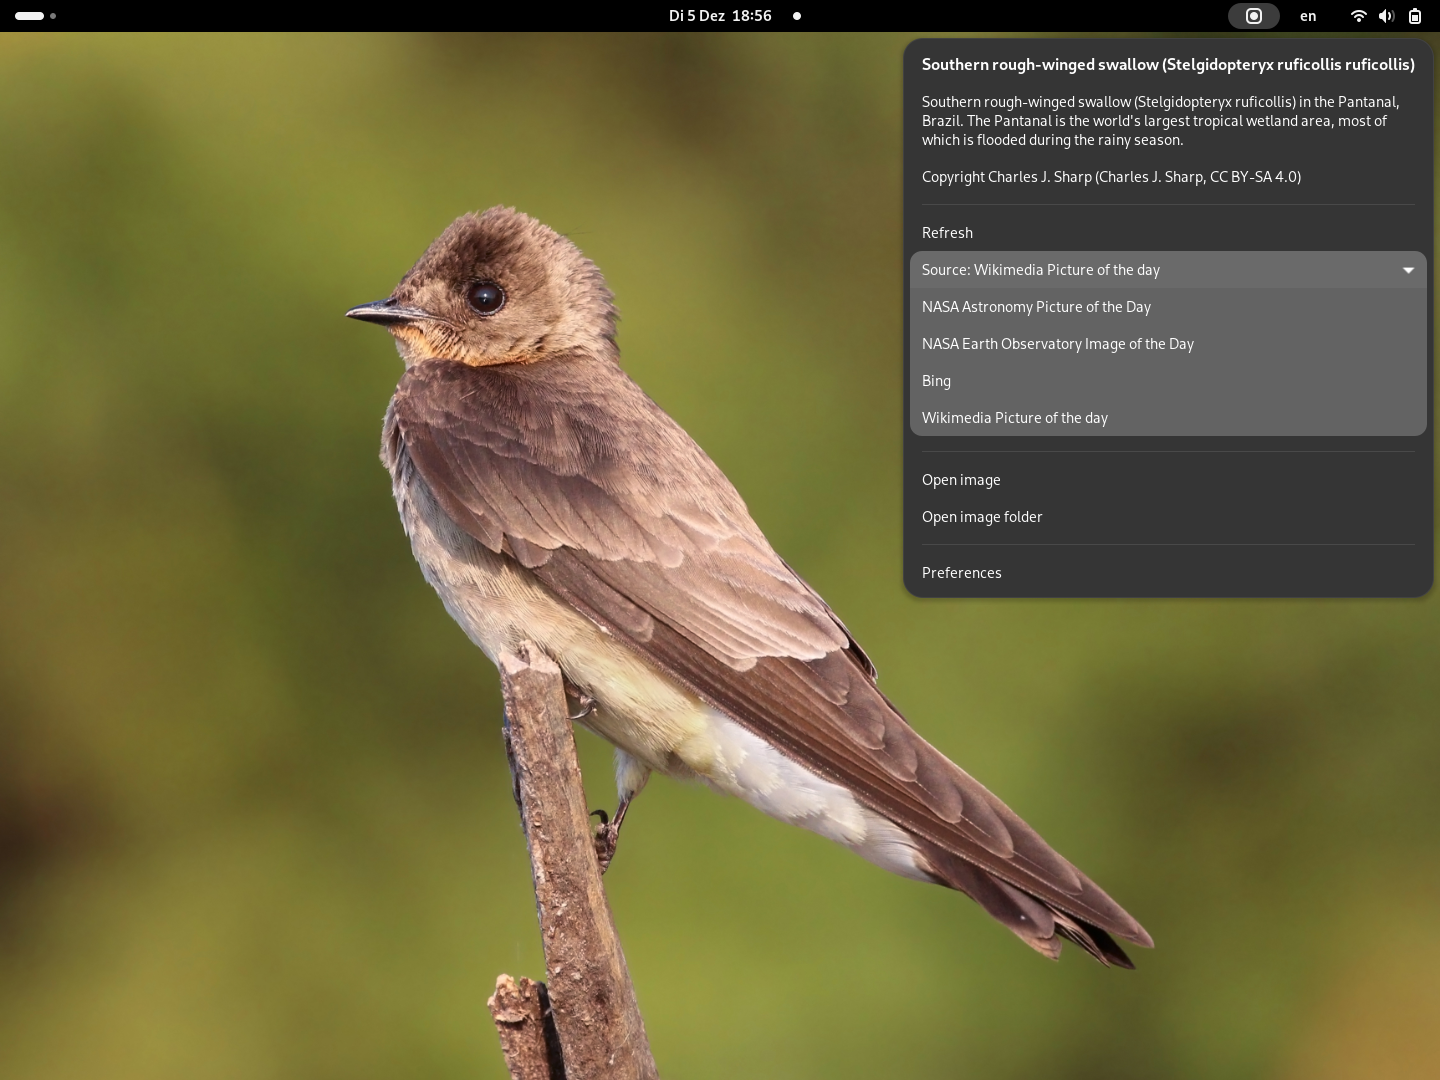 Di 5 Dez 18:56
en
Southern rough-winged swallow (Stelgidopteryx ruficollis ruficollis)
Southern rough-winged swallow (Stelgidopteryx ruficollis) in the Pantanal,
Brazil. The Pantanal is the world's largest tropical wetland area, most of
which is flooded during the rainy season.
Copyright Charles J. Sharp (Charles J. Sharp, CC BY-SA 4.0)
Refresh
Source: Wikimedia Picture of the day
NASA Astronomy Picture of the Day
NASA Earth Observatory Image of the Day
Bing
Wikimedia Picture of the day
Open image
Open image folder
Preferences